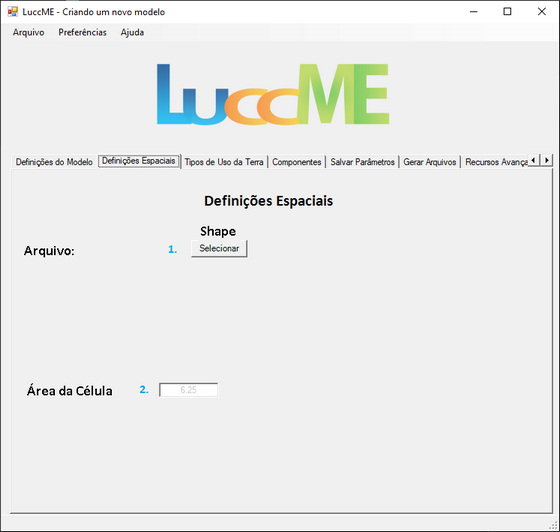 LuccME - Criando um novo modelo
Arquivo Preferências Ajuda
LuccME
Definições do Modelo Definições Espaciais Tipos de Uso da Terra Componentes Salvar Parâmetros Gerar Arquivos Recursos Avança
Definições Espaciais
Shape
Arquivo: 1. Selecionar
Área da Célula 2. 6.25